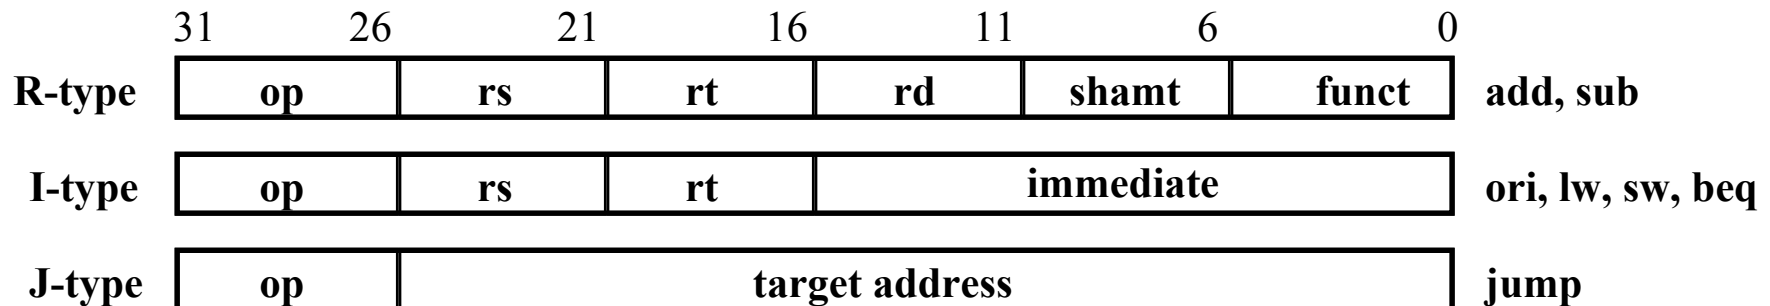 31 26 21 16 11 6 0
R-type op rs rt rd shamt funct add, sub
I-type op rs rt immediate ori, lw, sw, beq
J-type op target address jump